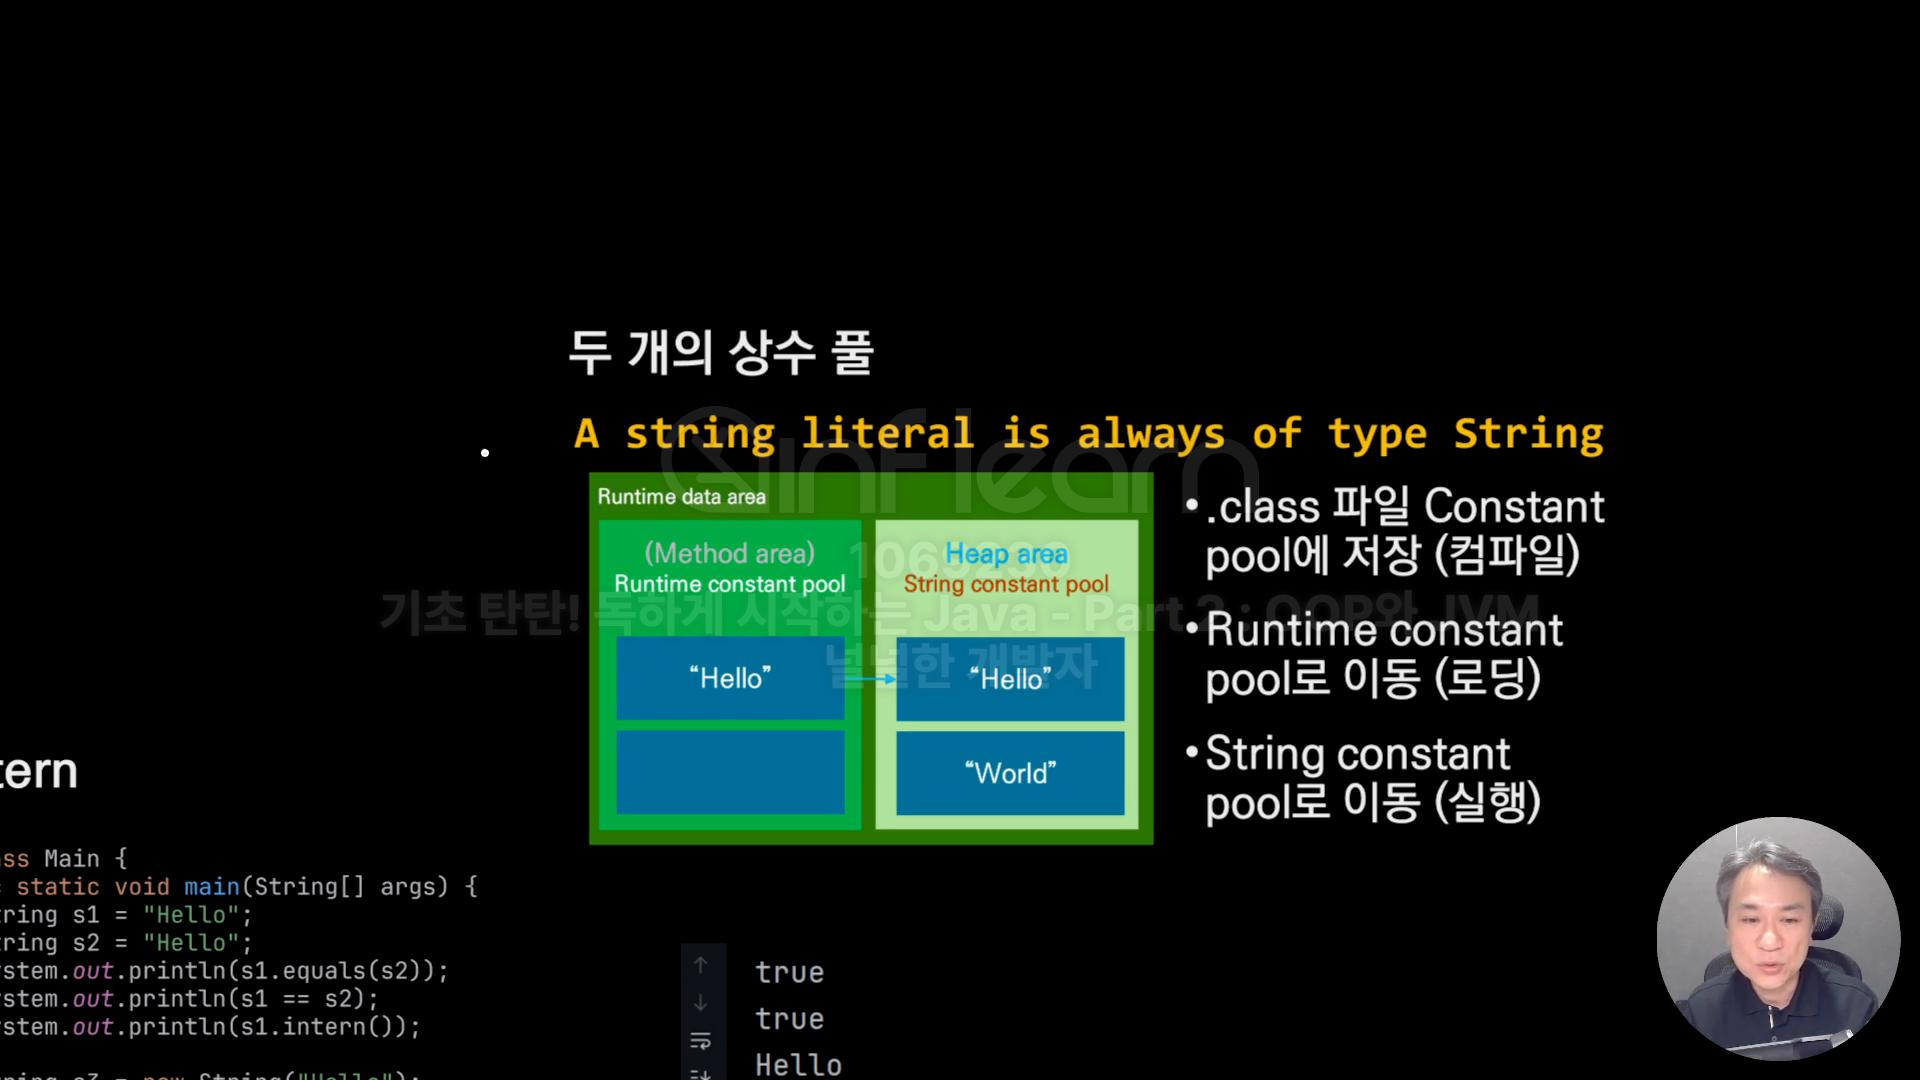 두 개의 상수 풀
A string literal is always of type String
inflearn
Runtime data area
(Method area)
Runtime constant pool
“Hello”
Heap area
String constant pool
“Hello”
“World”
1069230
기초 탄탄! 독하게 시작하는 Java - Part 2 : OOP와 JVM
널널한 개발자
•.class 파일 Constant
pool에 저장 (컴파일)
•Runtime constant
pool로 이동 (로딩)
•String constant
pool로 이동 (실행)
tern
ss Main {
static void main(String[] args) {
ring s1 = "Hello";
ring s2 = "Hello";
stem.out.println(s1.equals(s2));
stem.out.println(s1 == s2);
stem.out.println(s1.intern());
ring s3 = new String("Hello");
true
true
Hello